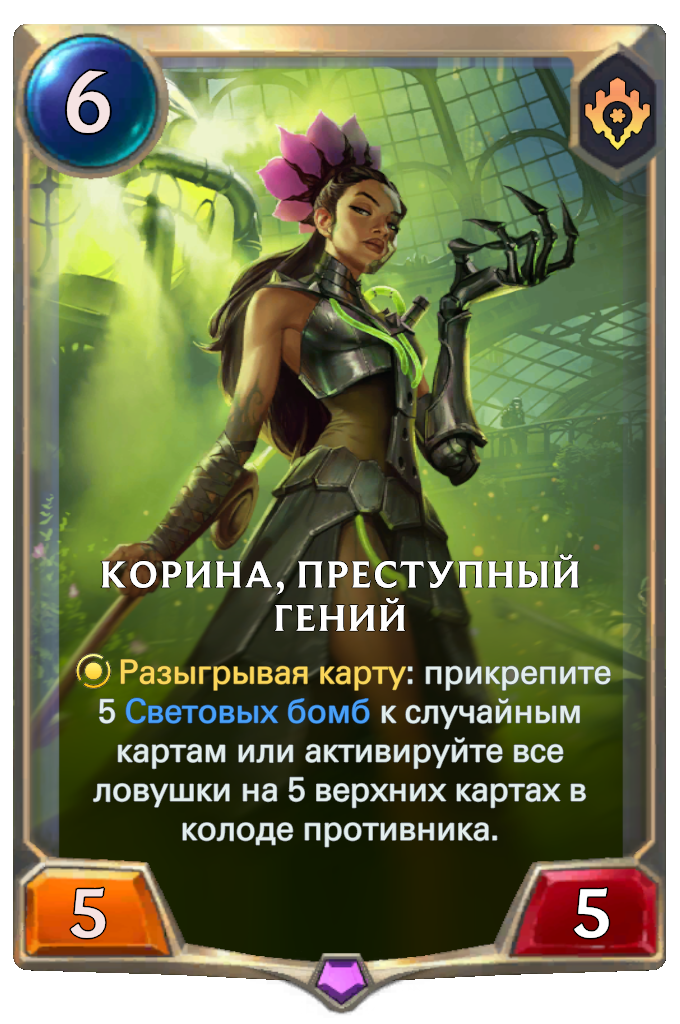 6
КОРИНА, ПРЕСТУПНЫЙ
ГЕНИЙ
Разыгрывая карту: прикрепите
5 Световых бомб к случайным
картам или активируйте все
ловушки на 5 верхних картах в
колоде противника.
5
5